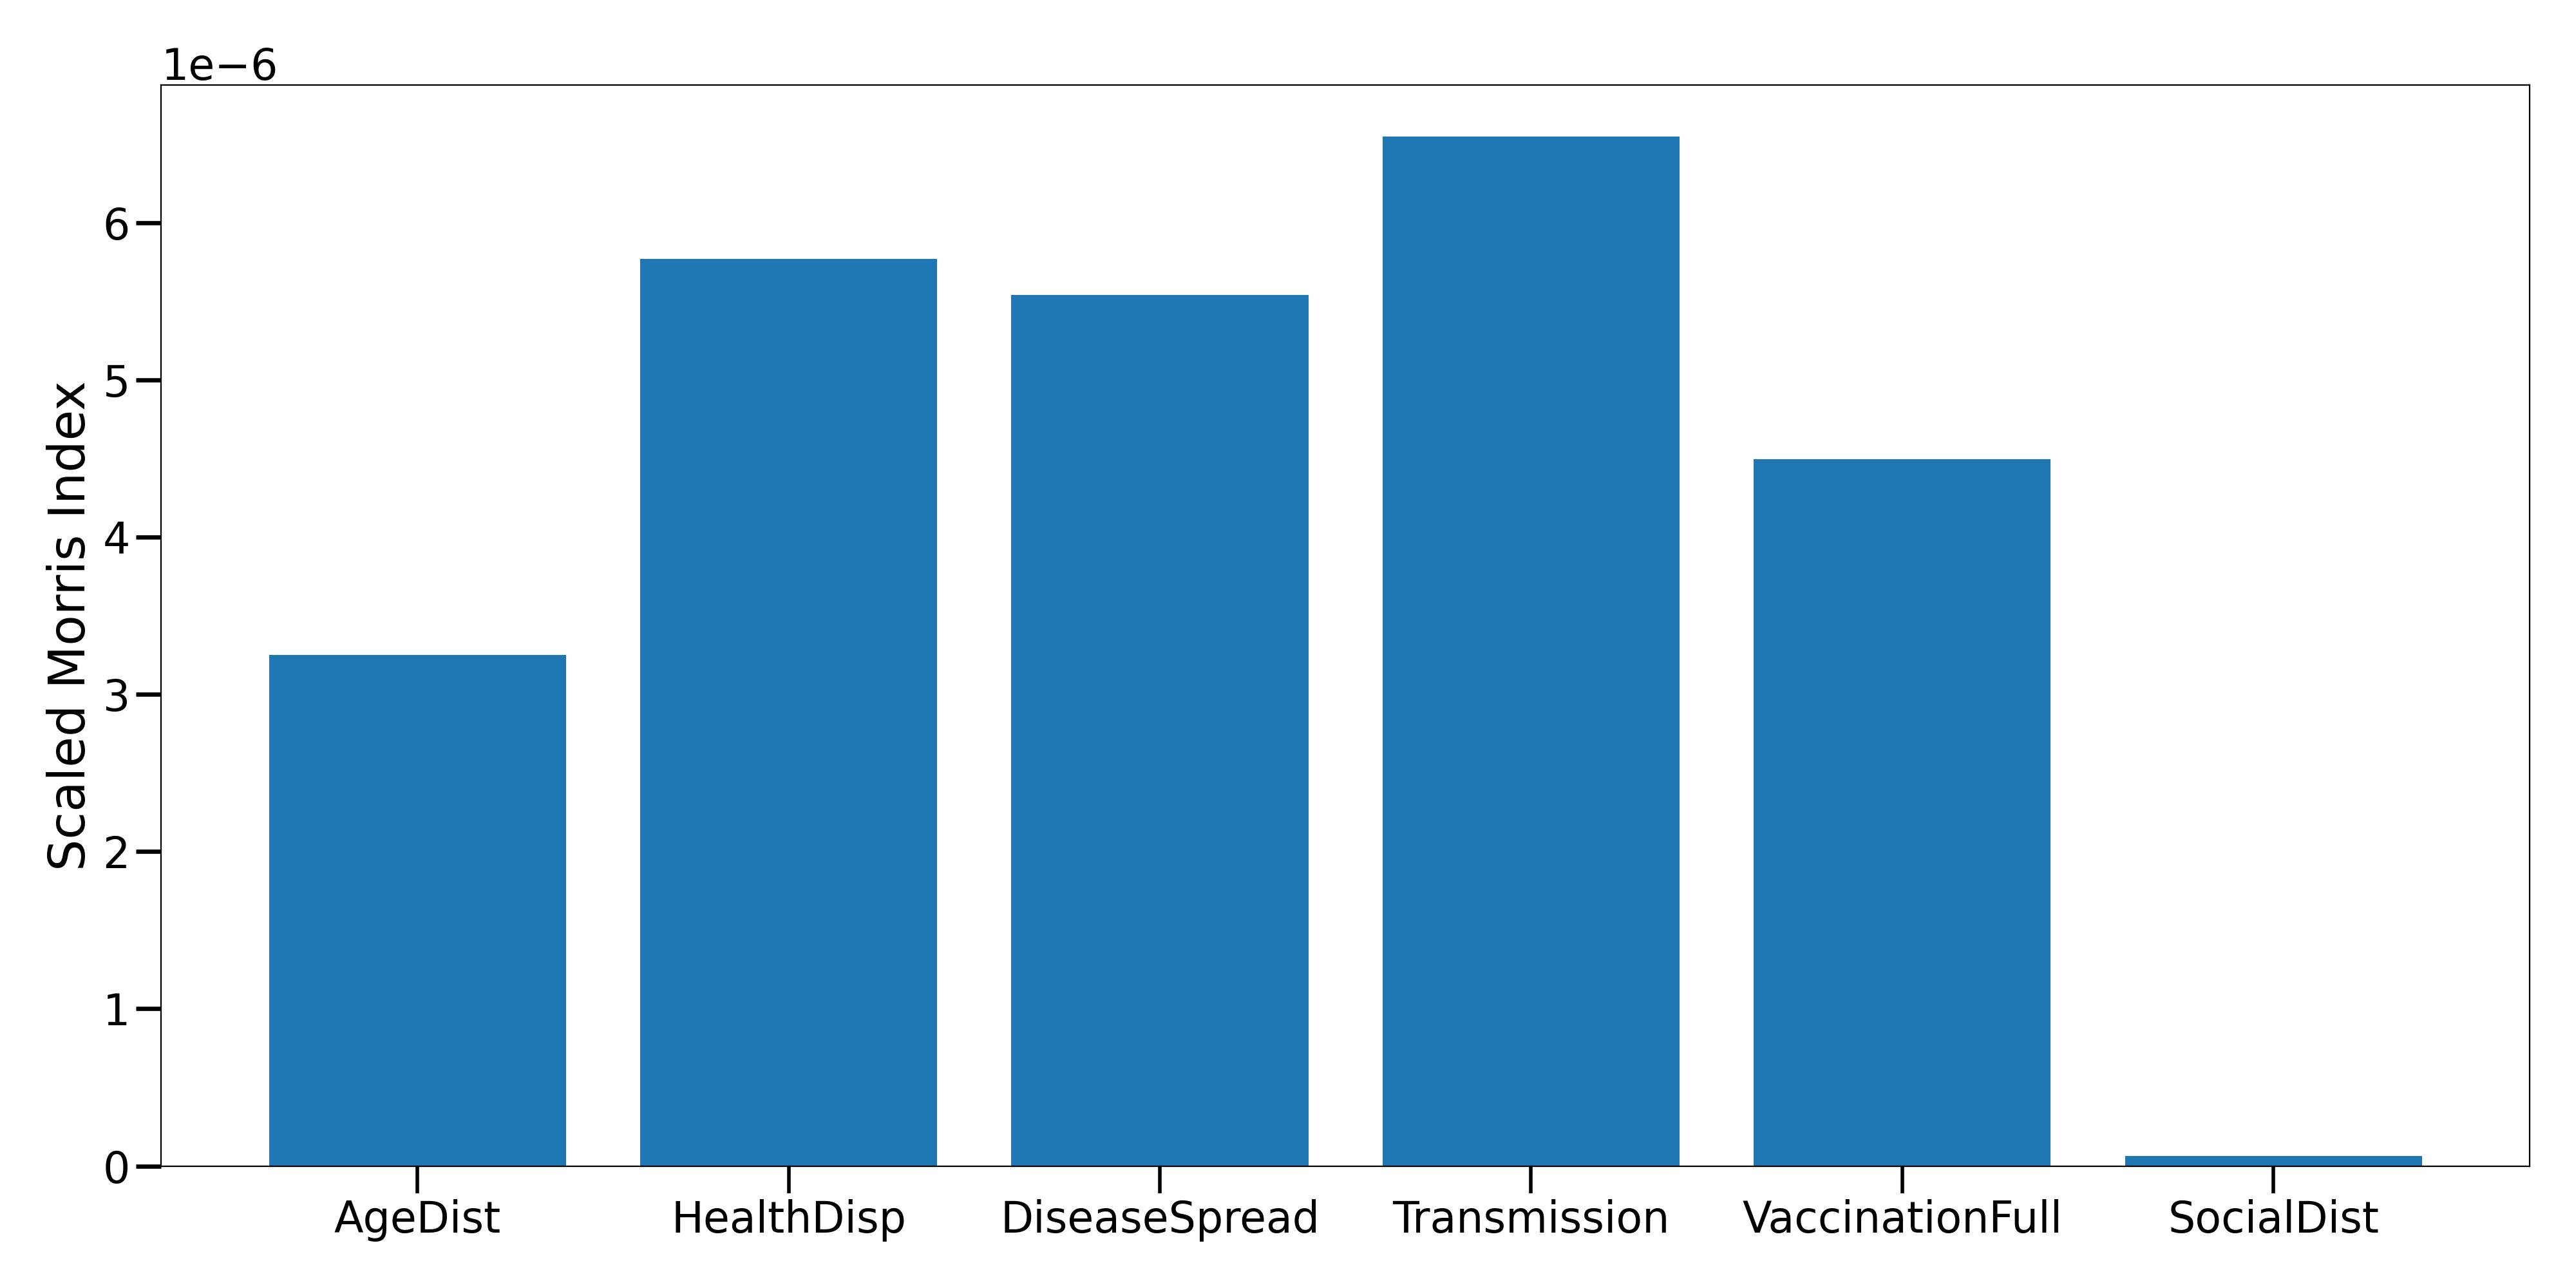 1e−6
Scaled Morris Index
6
5
4
3
2
1
0
AgeDist HealthDisp DiseaseSpread Transmission VaccinationFull SocialDist